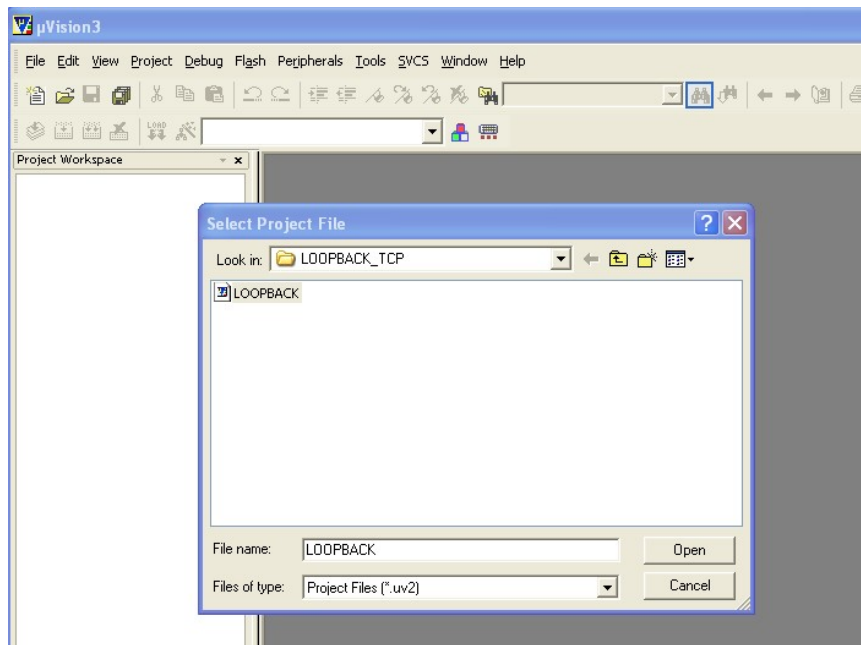 µVision3
File Edit View Project Debug Flash Peripherals Tools SVCS Window Help
LOAD
Project Workspace
Select Project File
Look in: LOOPBACK_TCP
LOOPBACK
File name: LOOPBACK
Open
Files of type: Project Files (*.uv2)
Cancel